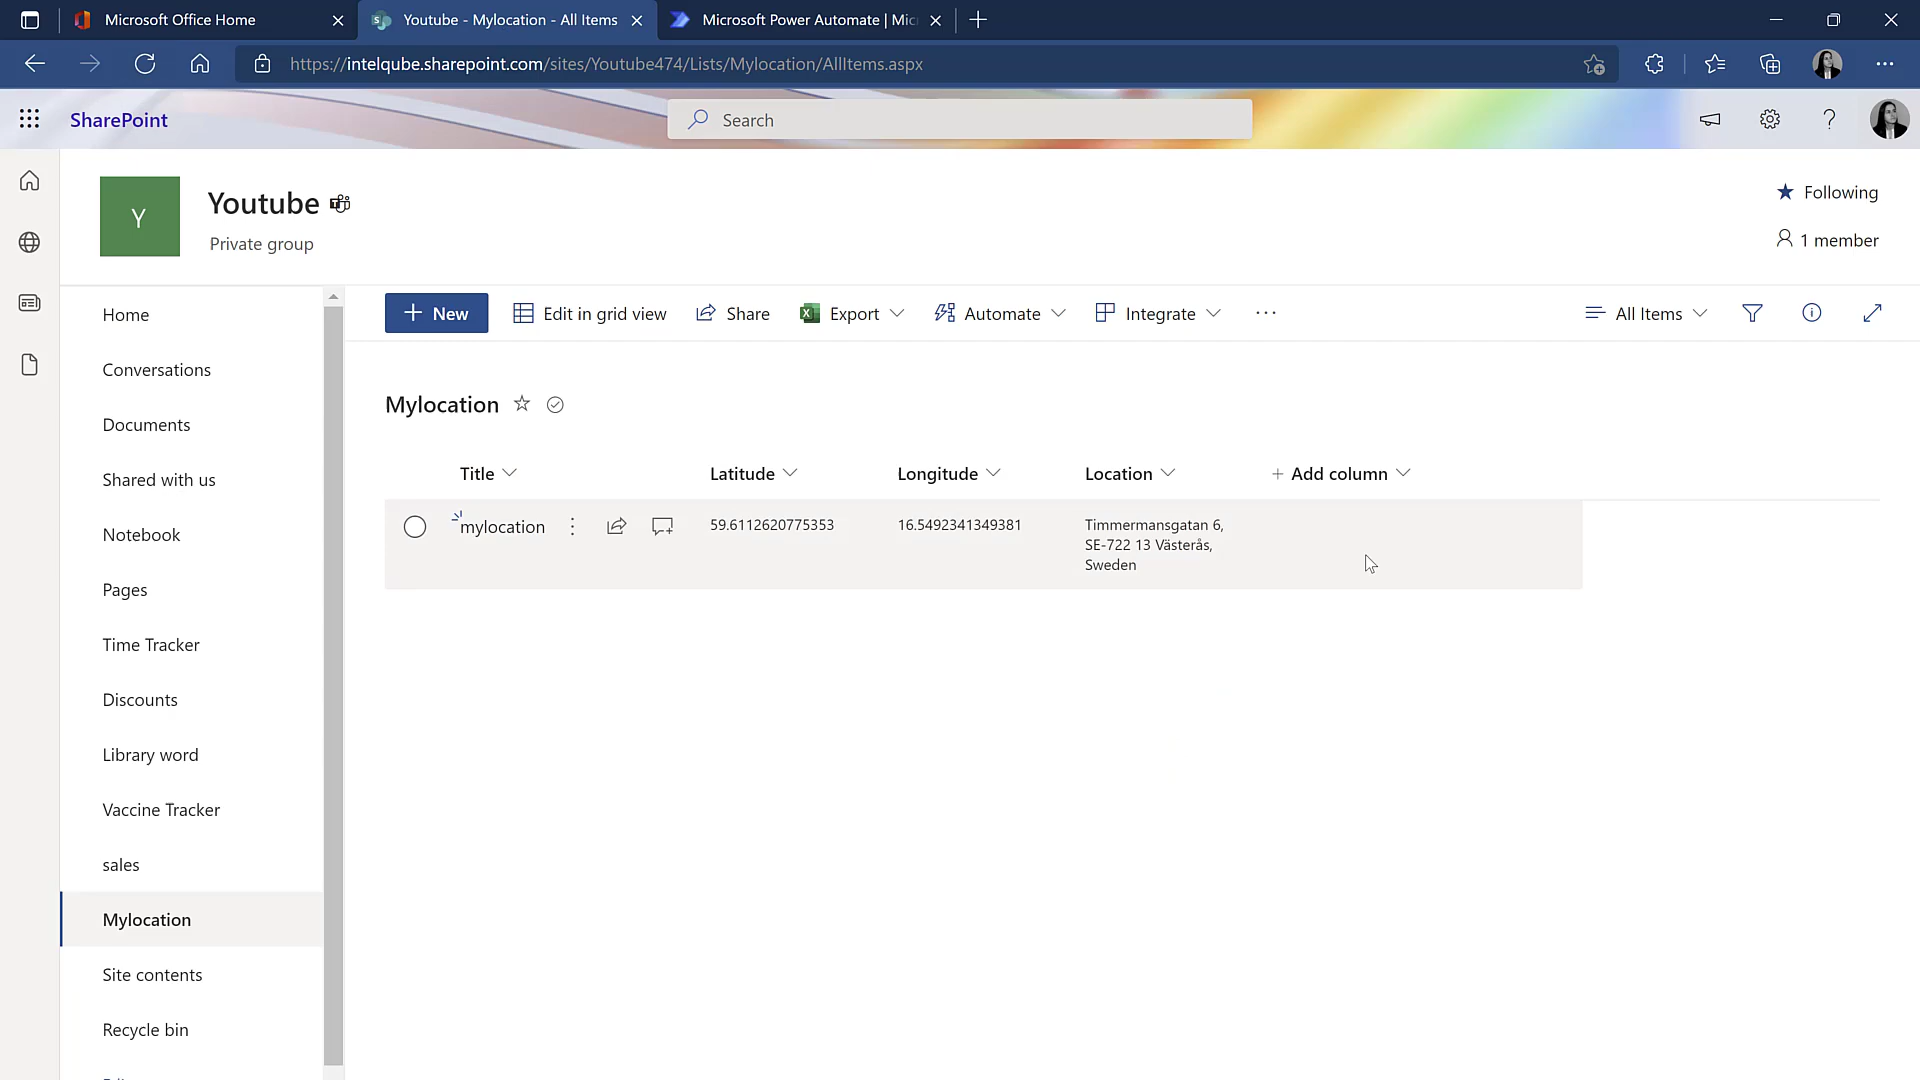 Microsoft Office Home
Youtube - Mylocation - All Items
Microsoft Power Automate | Mic
https://intelqube.sharepoint.com/sites/Youtube474/Lists/Mylocation/AllItems.aspx
SharePoint
Search
Y
Youtube
Private group
Following
1 member
Home
Conversations
Documents
Shared with us
Notebook
Pages
Time Tracker
Discounts
Library word
Vaccine Tracker
sales
Mylocation
Site contents
Recycle bin
New
Edit in grid view
Share
Export
Automate
Integrate
All Items
Mylocation
Title
Latitude
Longitude
Location
+ Add column
mylocation
59.6112620775353
16.5492341349381
Timmermansgatan 6,
SE-722 13 Västerås,
Sweden